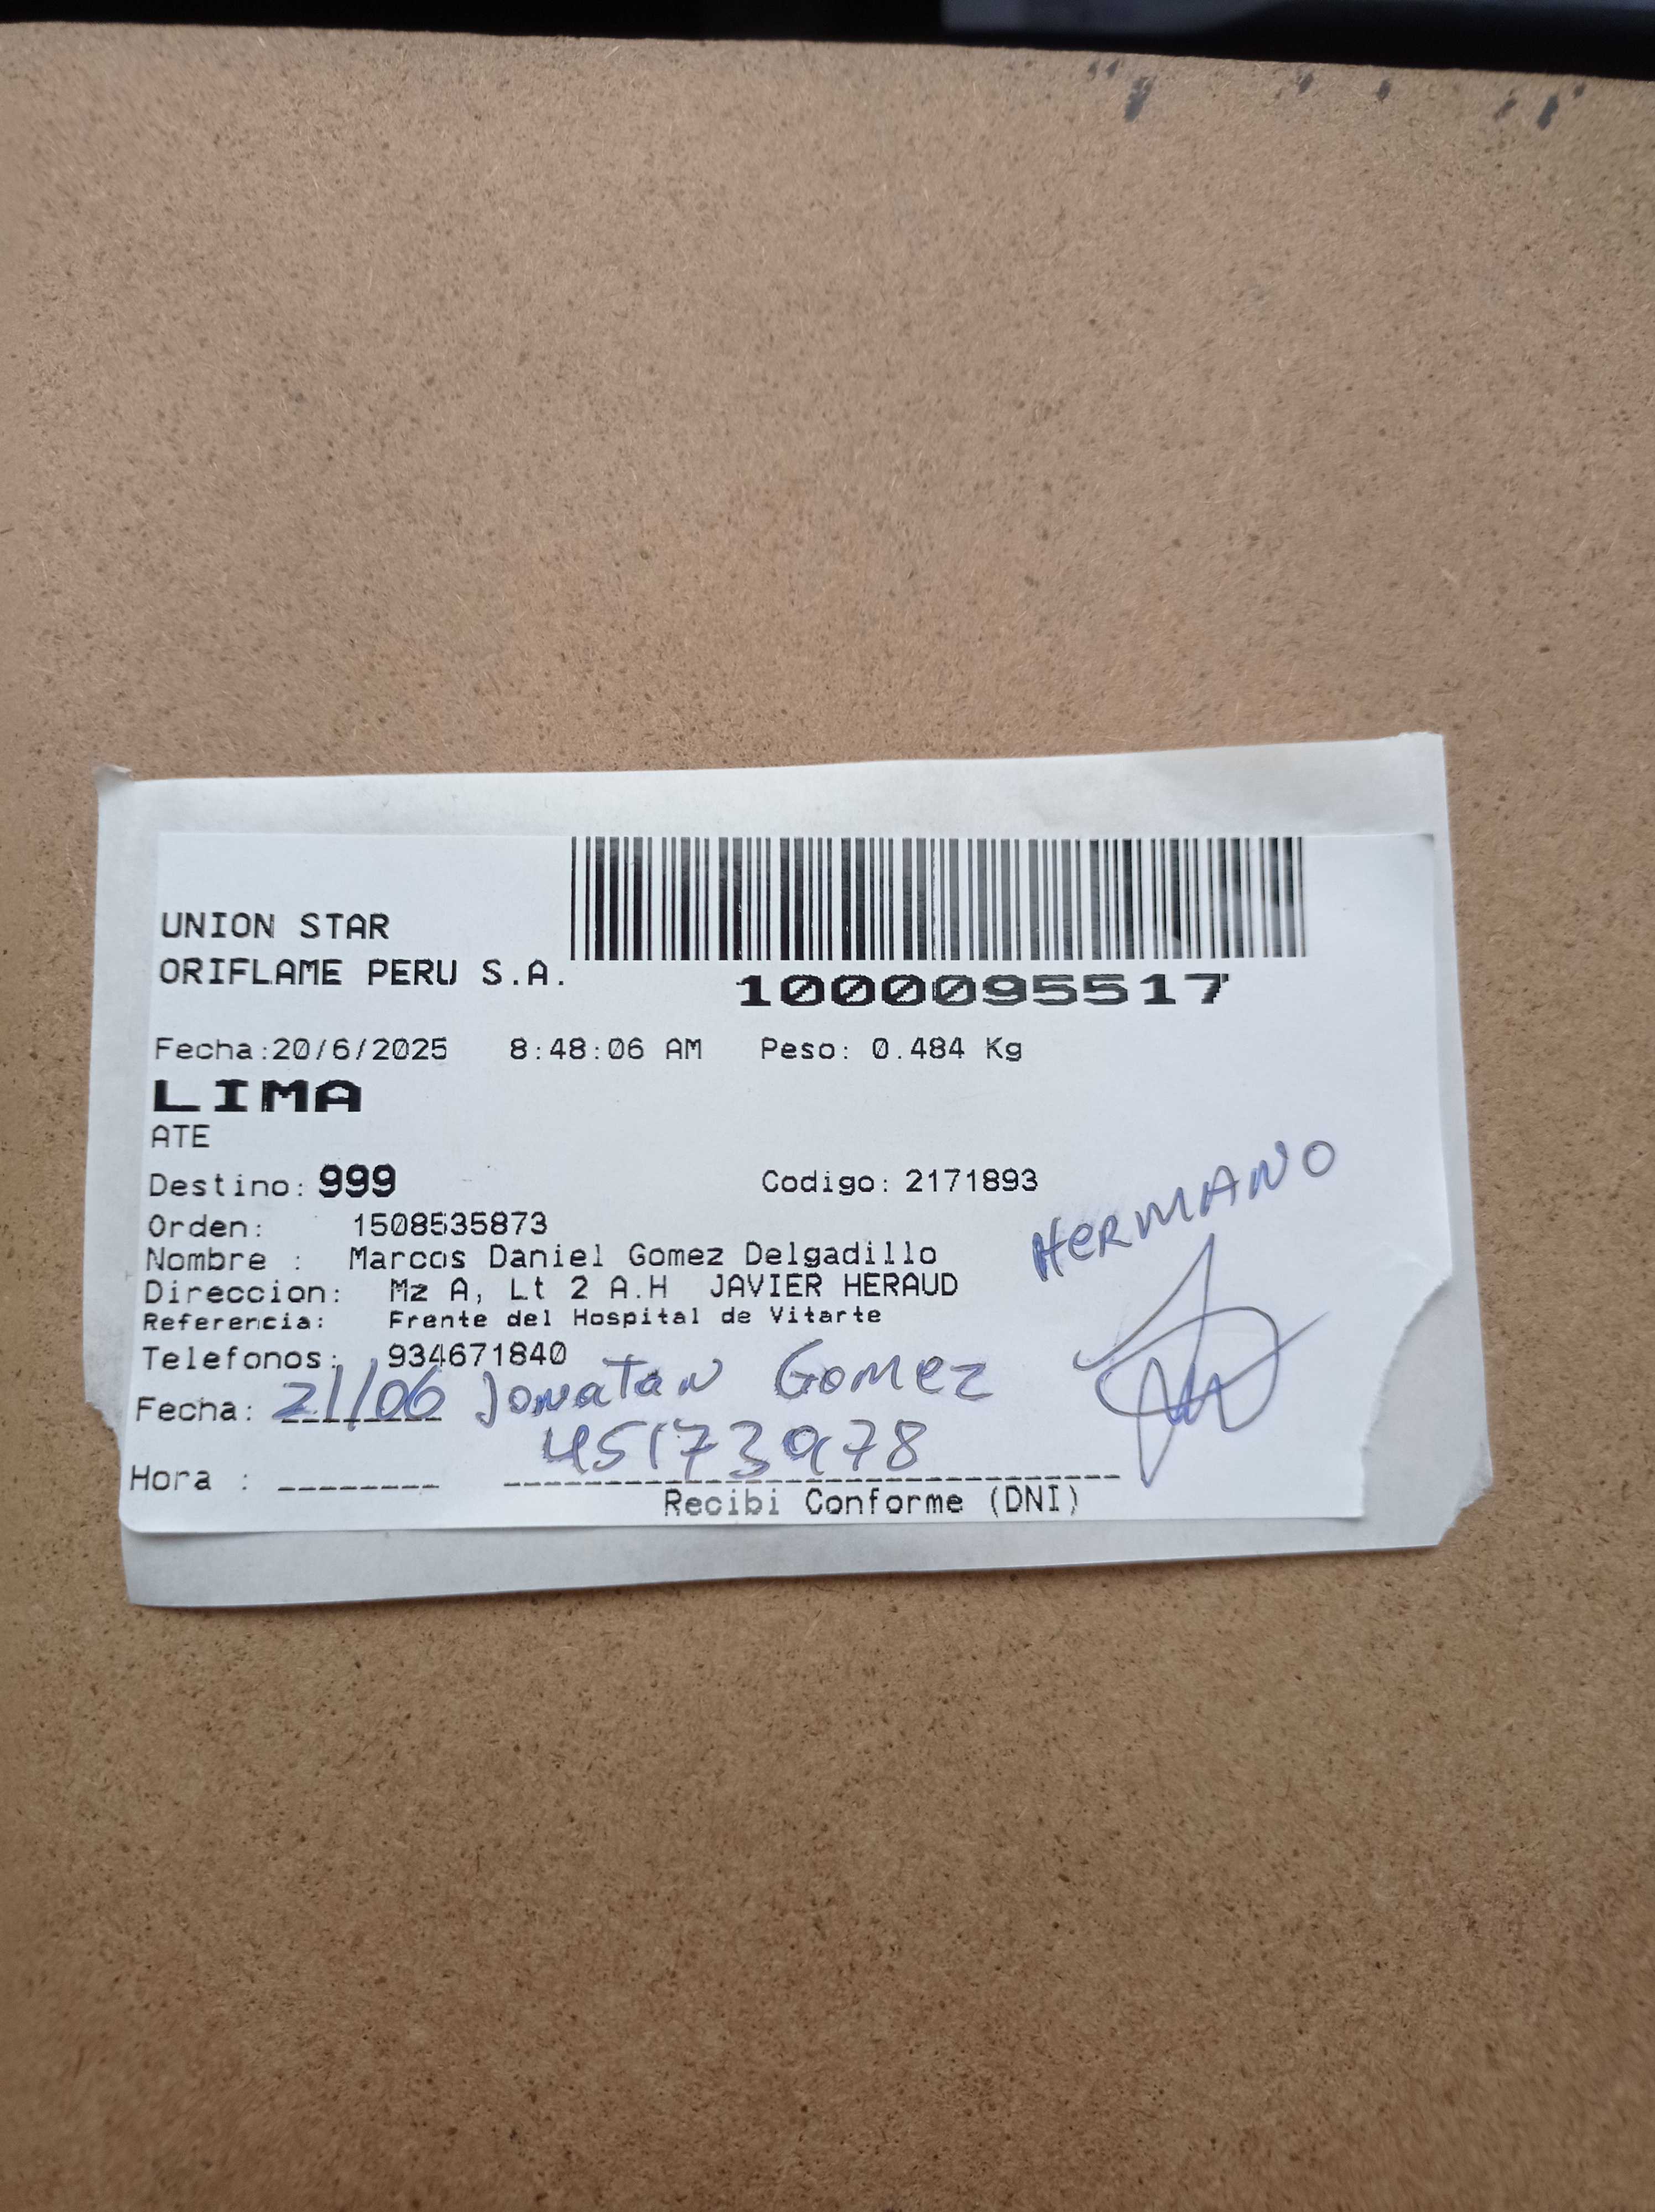 UNION STAR
ORIFLAME PERU S.A.
1000095517
Fecha:20/6/2025 8:48:06 AM Peso: 0.484 Kg
LIMA
ATE
Destino: 999 Codigo: 2171893
HERMANO
Orden: 1508535873
Nombre : Marcos Daniel Gomez Delgadillo
Direccion: Mz A, Lt 2 A.H JAVIER HERAUD
Referencia: Frente del Hospital de Vitarte
Telefonos: 934671840
Fecha: 21/06 Jonatan Gomez
45173978
Hora :
Recibi Conforme (DNI)